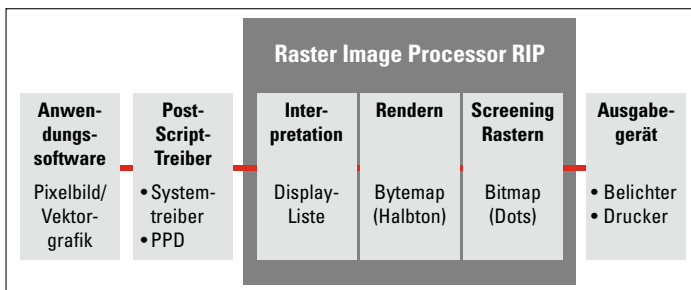 Raster Image Processor RIP
Anwen-
dungs-
software
Pixelbild/
Vektor-
grafik
Post-
Script-
Treiber
• System-
treiber
• PPD
Inter-
pretation
Display-
Liste
Rendern
Bytemap
(Halbton)
Screening
Rastern
Bitmap
(Dots)
Ausgabe-
gerät
• Belichter
• Drucker